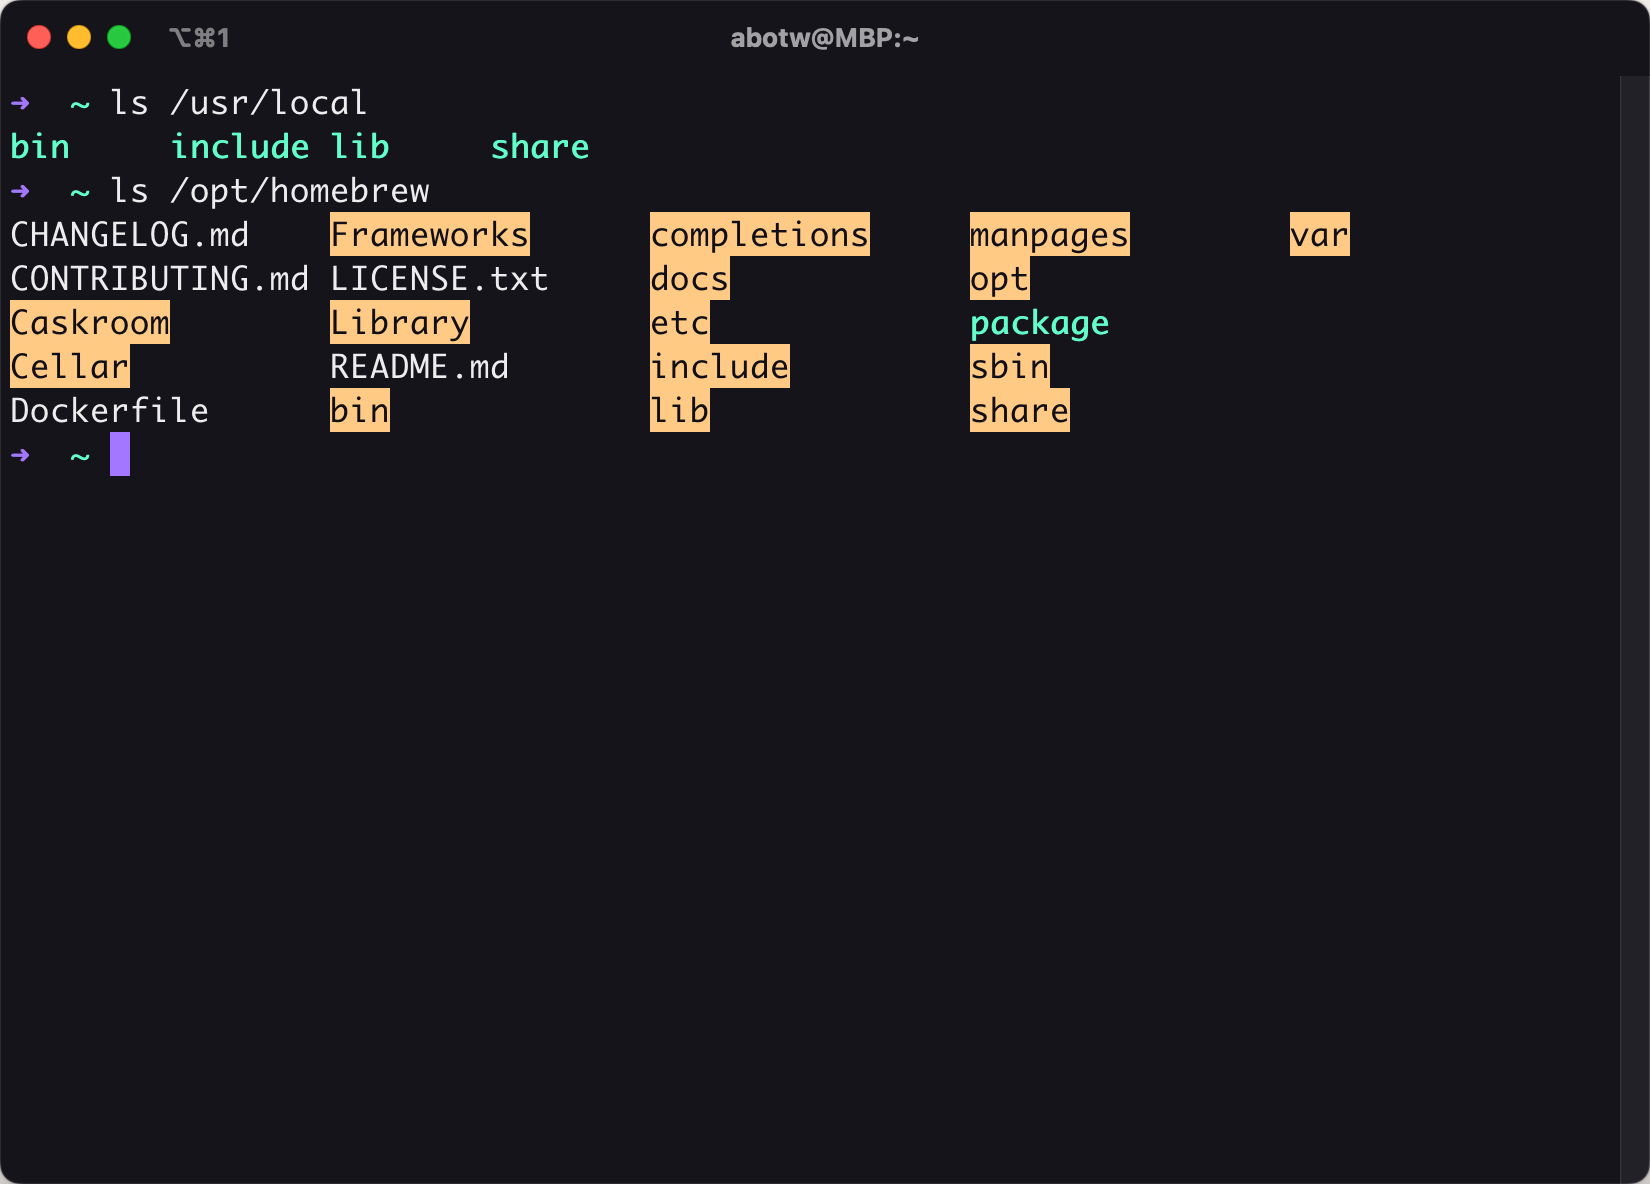 ⌥⌘1 abotw@MBP:~
➜  ~ ls /usr/local
bin     include lib     share
➜  ~ ls /opt/homebrew
CHANGELOG.md    Frameworks      completions     manpages        var
CONTRIBUTING.md LICENSE.txt     docs            opt
Caskroom        Library         etc             package
Cellar          README.md       include         sbin
Dockerfile      bin             lib             share
➜  ~